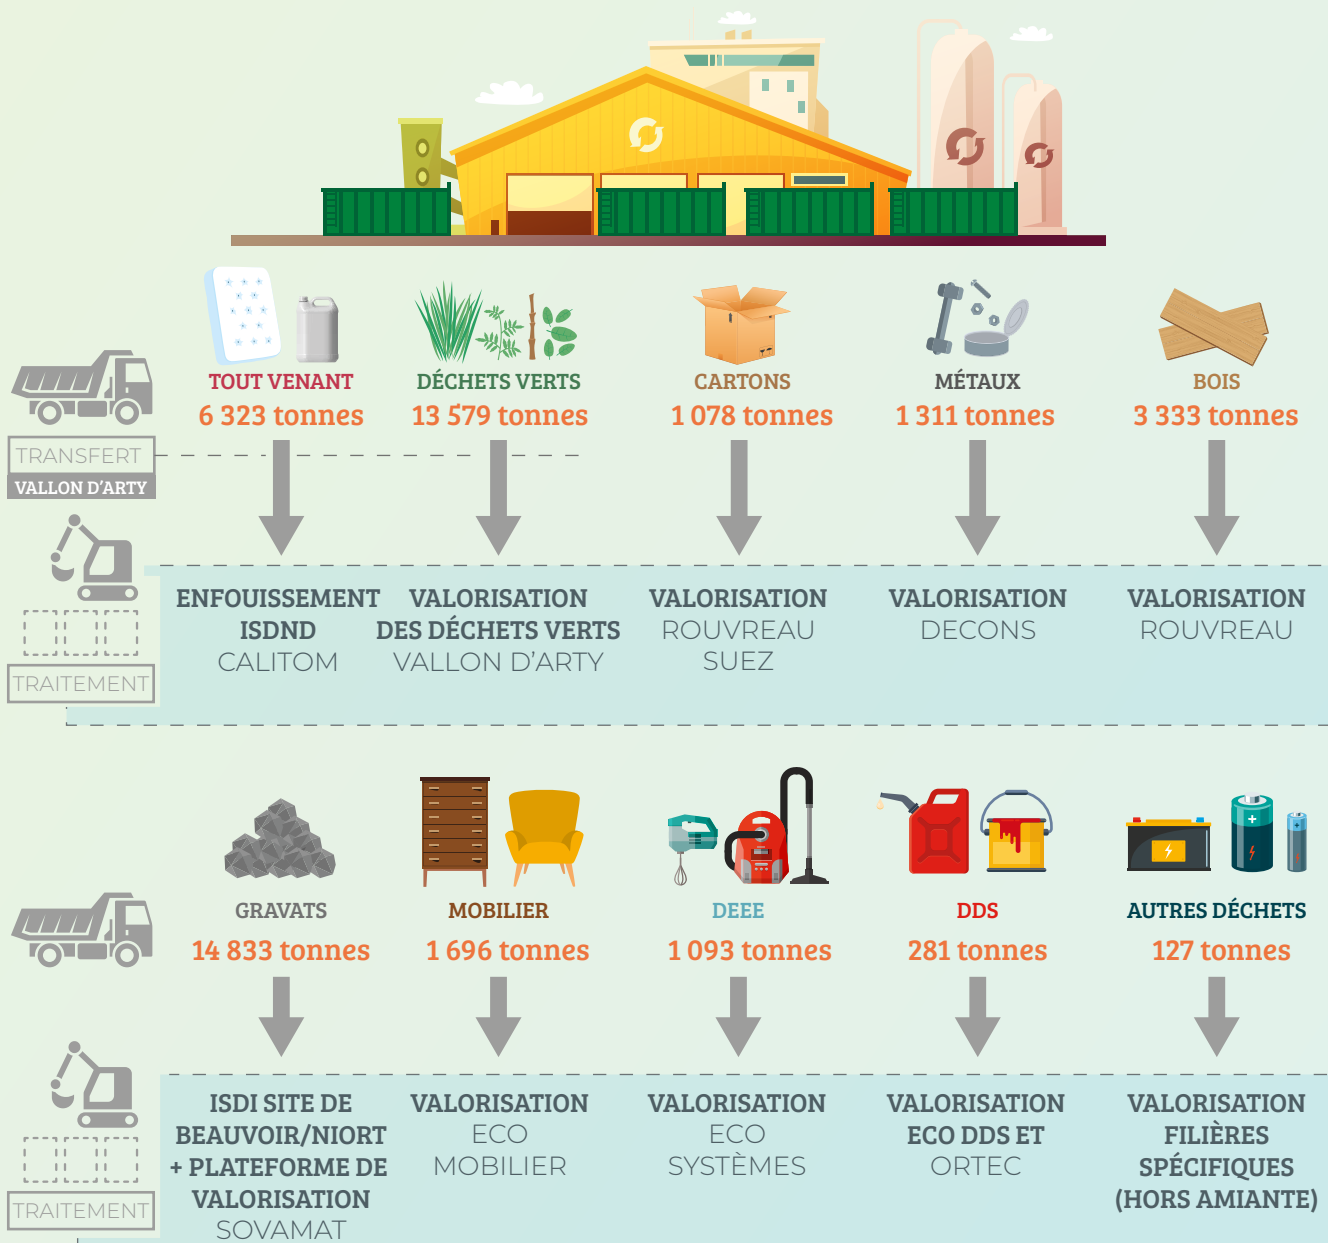 TOUT VENANT
6 323 tonnes
DÉCHETS VERTS
13 579 tonnes
CARTONS
1 078 tonnes
MÉTAUX
1 311 tonnes
BOIS
3 333 tonnes
TRANSFERT
VALLON D'ARTY
ENFOUISSEMENT
ISDND
CALITOM
VALORISATION
DES DÉCHETS VERTS
VALLON D'ARTY
VALORISATION
ROUVREAU
SUEZ
VALORISATION
DECONS
VALORISATION
ROUVREAU
TRAITEMENT
GRAVATS
14 833 tonnes
MOBILIER
1 696 tonnes
DEEE
1 093 tonnes
DDS
281 tonnes
AUTRES DÉCHETS
127 tonnes
ISDI SITE DE
BEAUVOIR/NIORT
+ PLATEFORME DE
VALORISATION
SOVAMAT
VALORISATION
ECO
MOBILIER
VALORISATION
ECO
SYSTÈMES
VALORISATION
ECO DDS ET
ORTEC
VALORISATION
FILIÈRES
SPÉCIFIQUES
(HORS AMIANTE)
TRAITEMENT